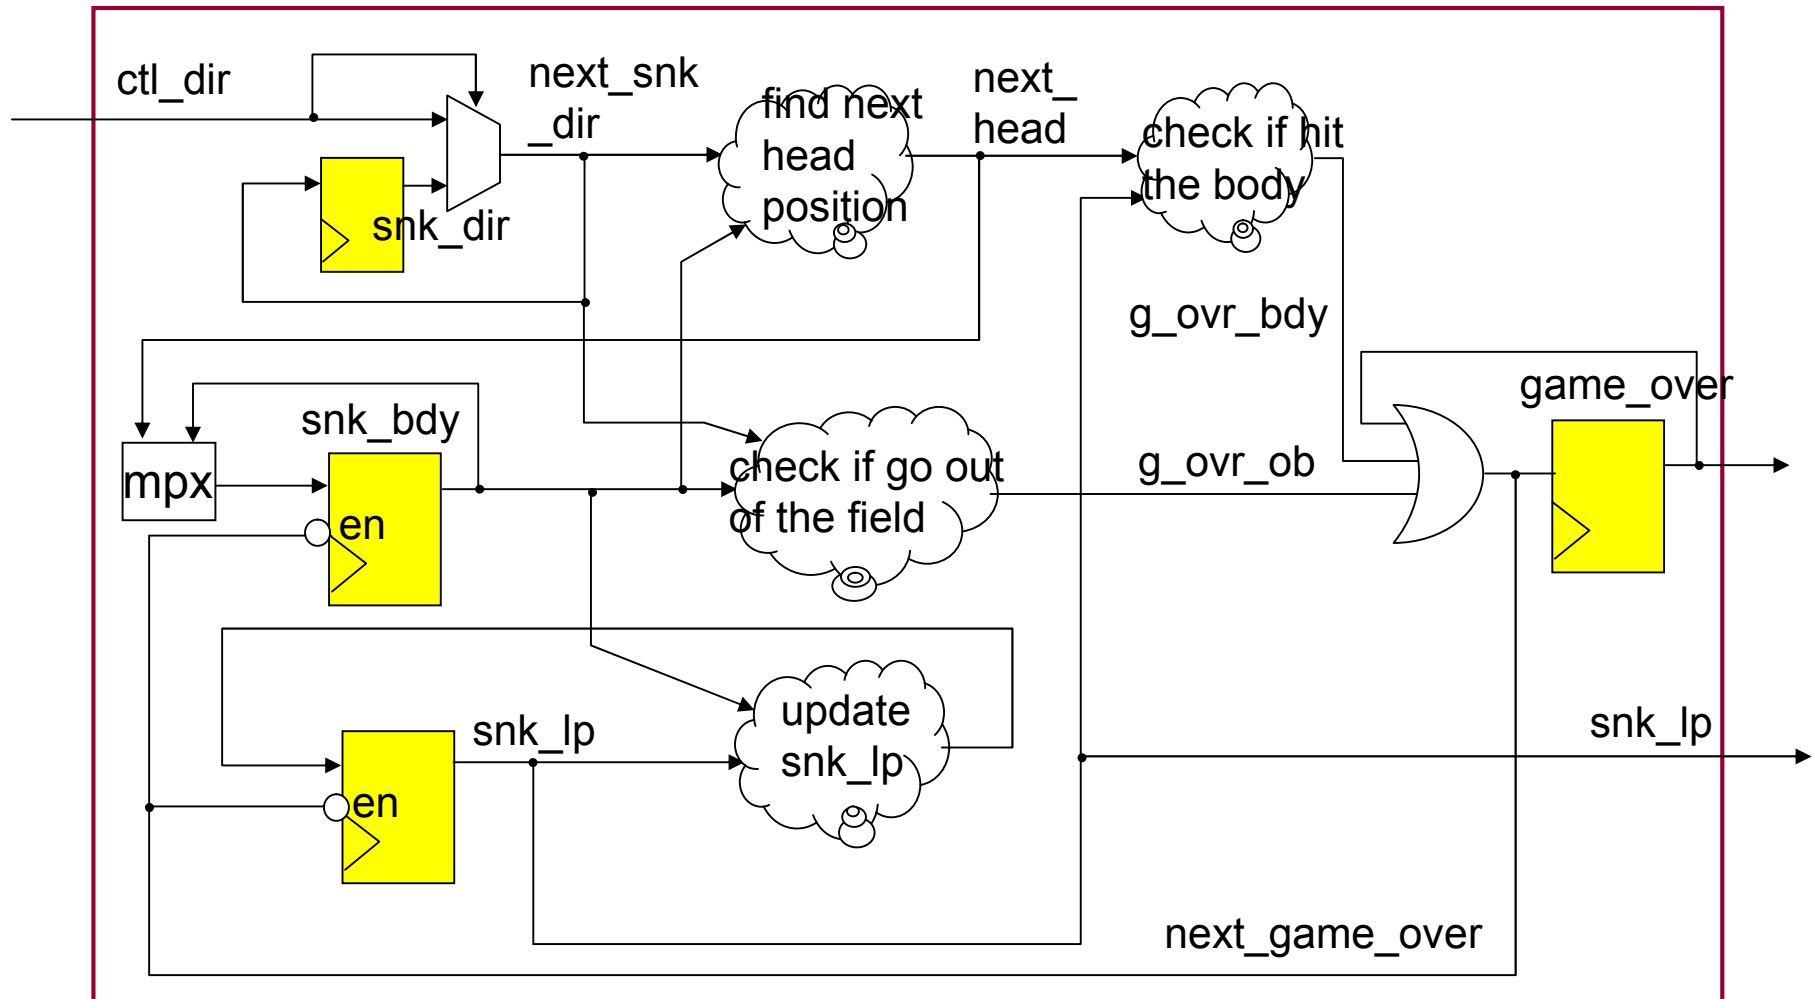 ctl_dir
next_snk
_dir
find next
head
position
next_
head
check if hit
the body
snk_dir
g_ovr_bdy
game_over
snk_bdy
mpx
en
check if go out
of the field
g_ovr_ob
snk_lp
en
update
snk_lp
snk_lp
next_game_over